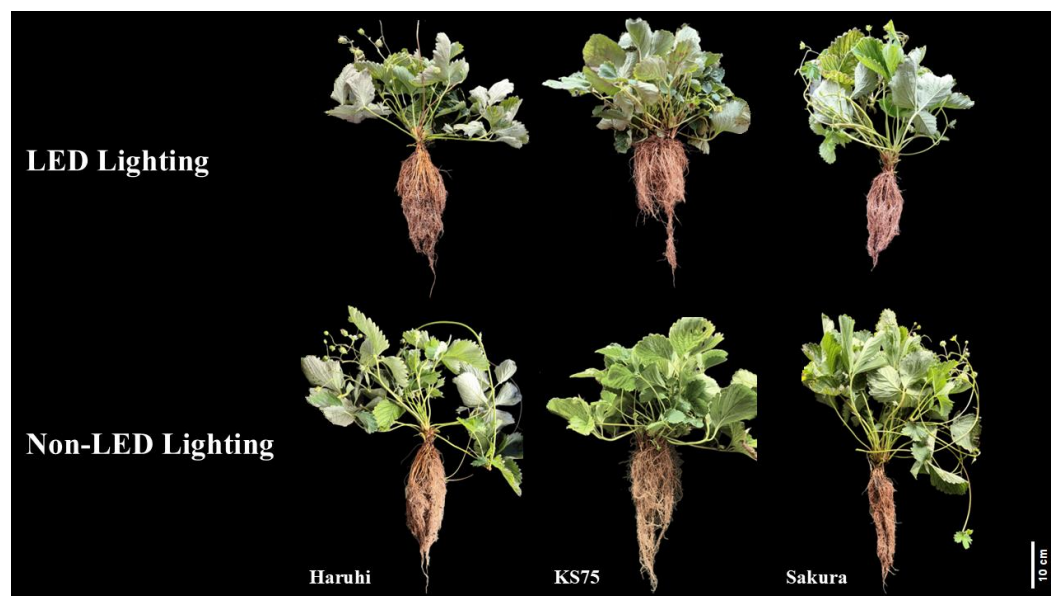 LED Lighting
Non-LED Lighting
Haruhi
KS75
Sakura
10 cm